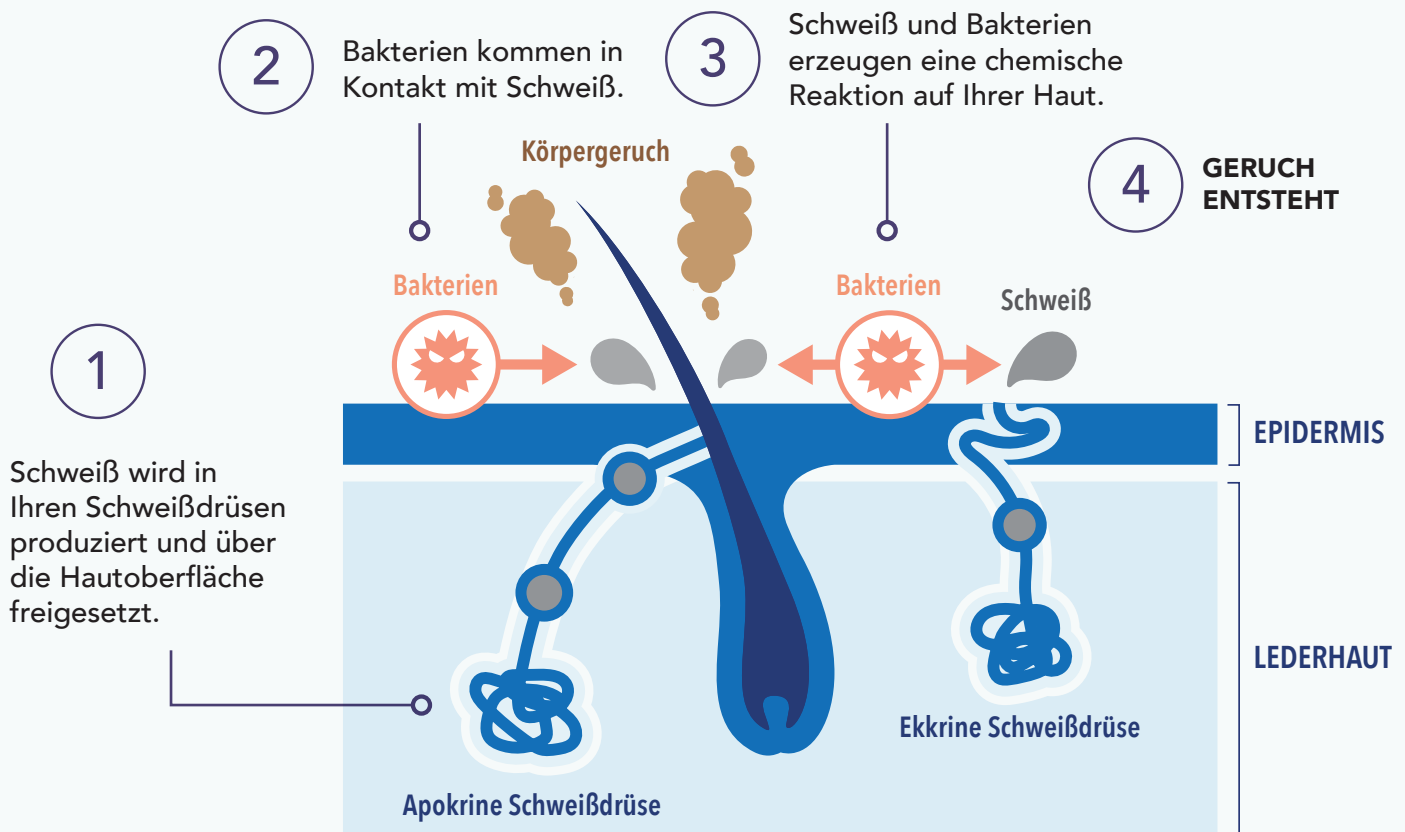 2
Bakterien kommen in
Kontakt mit Schweiß.
3
Schweiß und Bakterien
erzeugen eine chemische
Reaktion auf Ihrer Haut.
Körpergeruch
4
GERUCH
ENTSTEHT
Bakterien
Bakterien
Schweiß
1
Schweiß wird in
Ihren Schweißdrüsen
produziert und über
die Hautoberfläche
freigesetzt.
EPIDERMIS
LEDERHAUT
Ekkrine Schweißdrüse
Apokrine Schweißdrüse